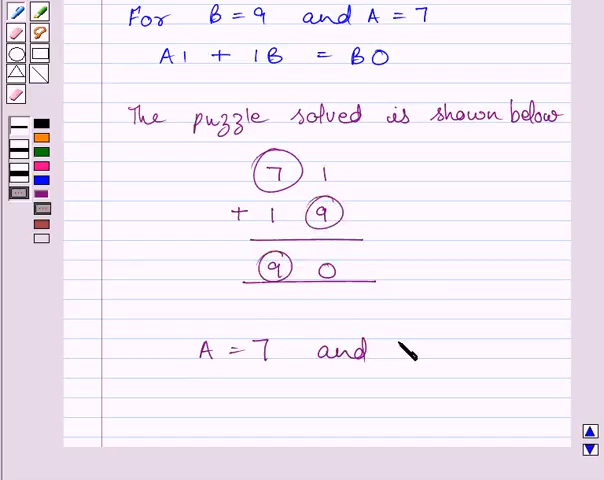 For B = 9 and A = 7
A1 + 1B = B0
The puzzle solved is shown below
7 1
+ 1 9
9 0
A = 7 and